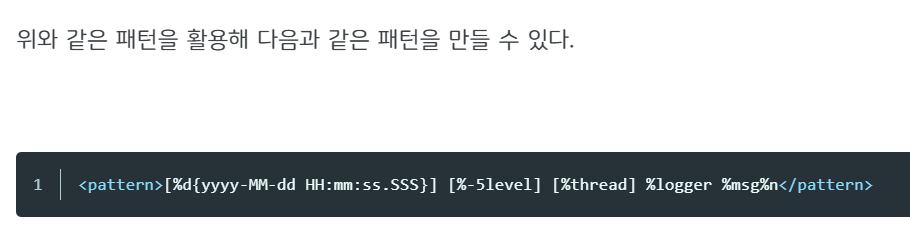 위와 같은 패턴을 활용해 다음과 같은 패턴을 만들 수 있다.
1 <pattern>[%d{yyyy-MM-dd HH:mm:ss.SSS}] [%-5level] [%thread] %logger %msg%n</pattern>